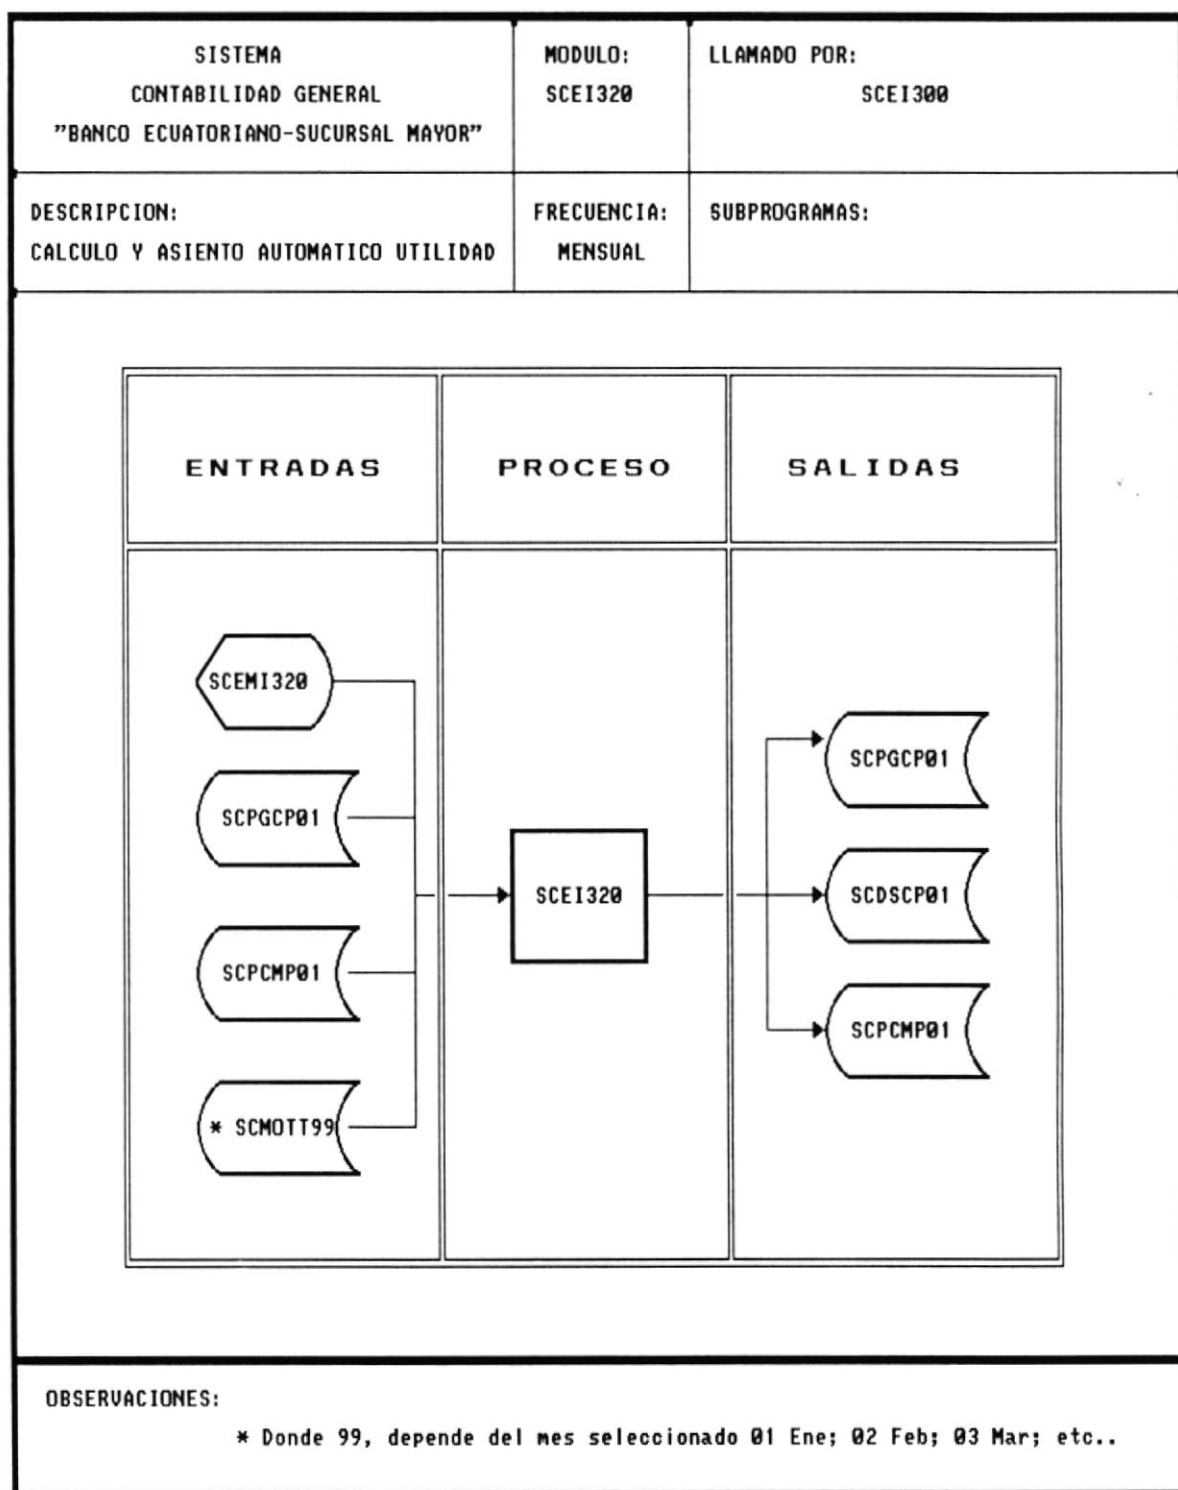 SISTEMA
CONTABILIDAD GENERAL
"BANCO ECUATORIANO-SUCURSAL MAYOR"
MODULO:
SCEI320
LLAMADO POR:
SCEI300
DESCRIPCION:
CALCULO Y ASIENTO AUTOMATICO UTILIDAD
FRECUENCIA:
MENSUAL
SUBPROGRAMAS:
ENTRADAS
PROCESO
SALIDAS
SCEMI320
SCPGCP01
SCPCMP01
* SCMOTT99
SCEI320
SCPGCP01
SCDSCP01
SCPCMP01
OBSERVACIONES:
* Donde 99, depende del mes seleccionado 01 Ene; 02 Feb; 03 Mar; etc..